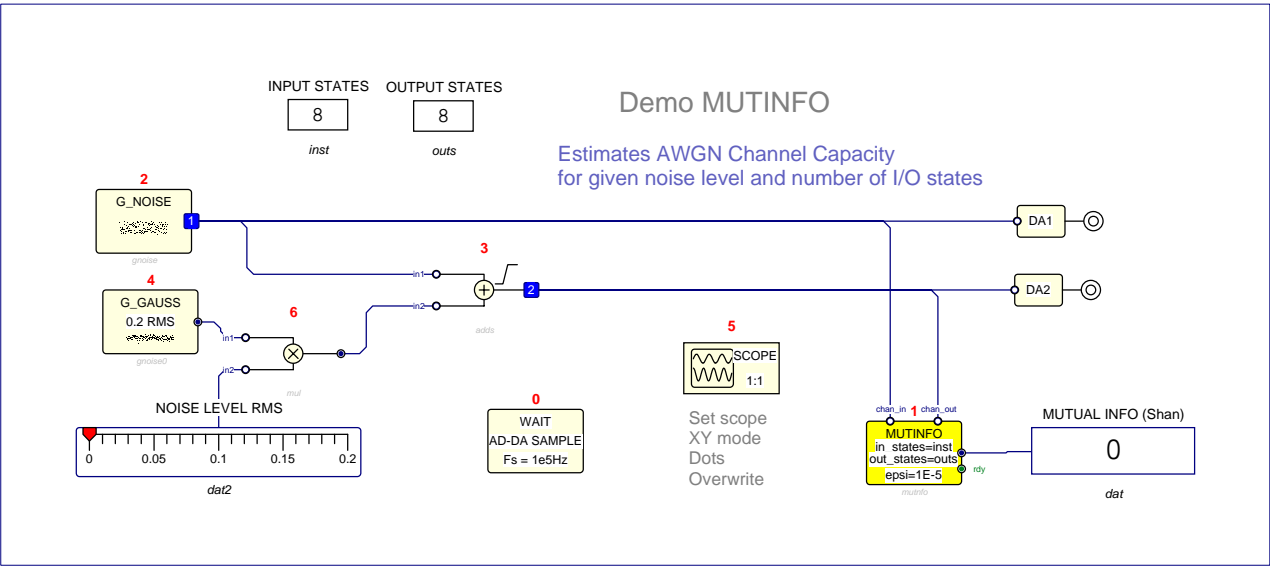 INPUT STATES OUTPUT STATES
8 8
inst outs
Demo MUTINFO
Estimates AWGN Channel Capacity
for given noise level and number of I/O states
2
G_NOISE
1
gnoise
DA1
3
in1
in2
2
adds
DA2
4
G_GAUSS
0.2 RMS
gnoise0
6
in1
in2
mul
NOISE LEVEL RMS
0 0.05 0.1 0.15 0.2
dat2
0
WAIT
AD-DA SAMPLE
Fs = 1e5Hz
5
SCOPE
1:1
Set scope
XY mode
Dots
Overwrite
chan_in 1 chan_out
MUTINFO
in_states=inst
out_states=outs
epsi=1E-5
rdy
mutnfo
MUTUAL INFO (Shan)
0
dat